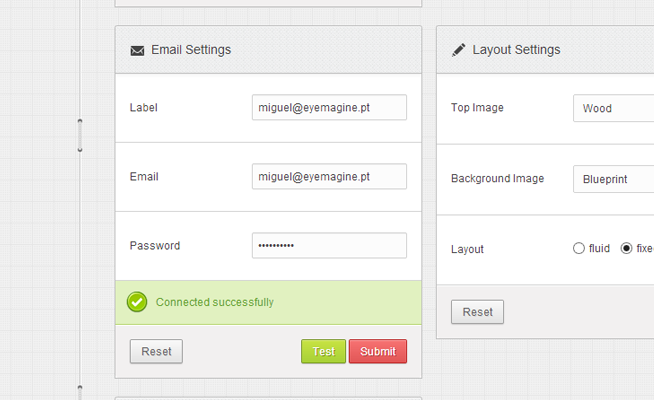 Email Settings
Label
miguel@eyemagine.pt
Email
miguel@eyemagine.pt
Password
••••••••••
Connected successfully
Reset
Test
Submit
Layout Settings
Top Image
Wood
Background Image
Blueprint
Layout
fluid
fixe
Reset